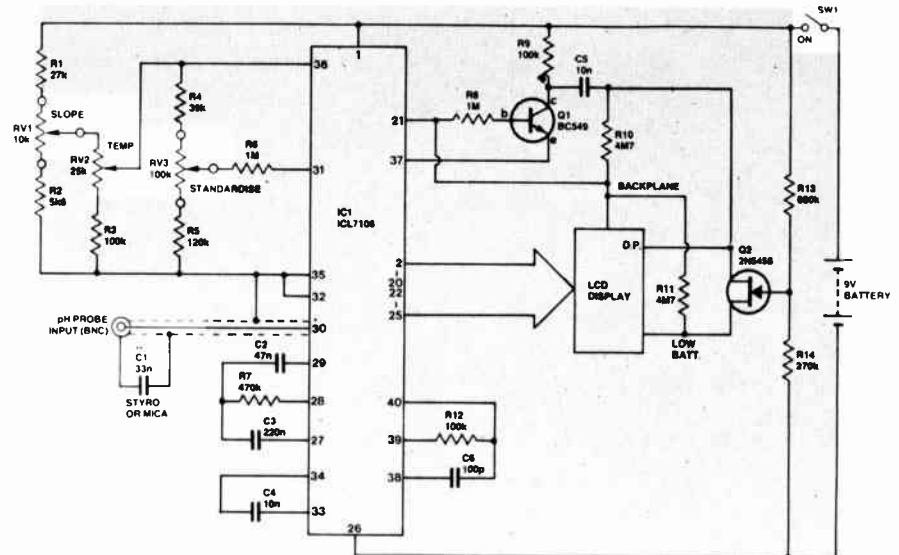 SW1
ON
R1
27k
SLOPE
RV1
10k
R2
5k6
TEMP
RV2
25k
R3
100k
R4
39k
RV3
100k
STANDARDISE
R5
120k
R6
1M
36
31
35
32
30
29
28
27
34
33
26
1
21
37
2
20
22
25
40
39
38
IC1
ICL7106
pH PROBE
INPUT (BNC)
C1
33n
STYRO
OR MICA
C2
47n
R7
470k
C3
220n
C4
10n
R8
1M
b
c
e
Q1
BC549
R9
100k
C5
10n
R10
4M7
BACKPLANE
D.P.
LCD
DISPLAY
R11
4M7
LOW
BATT.
Q2
R13
R14
270k
9V
BATTERY
R12
100k
C6
100p